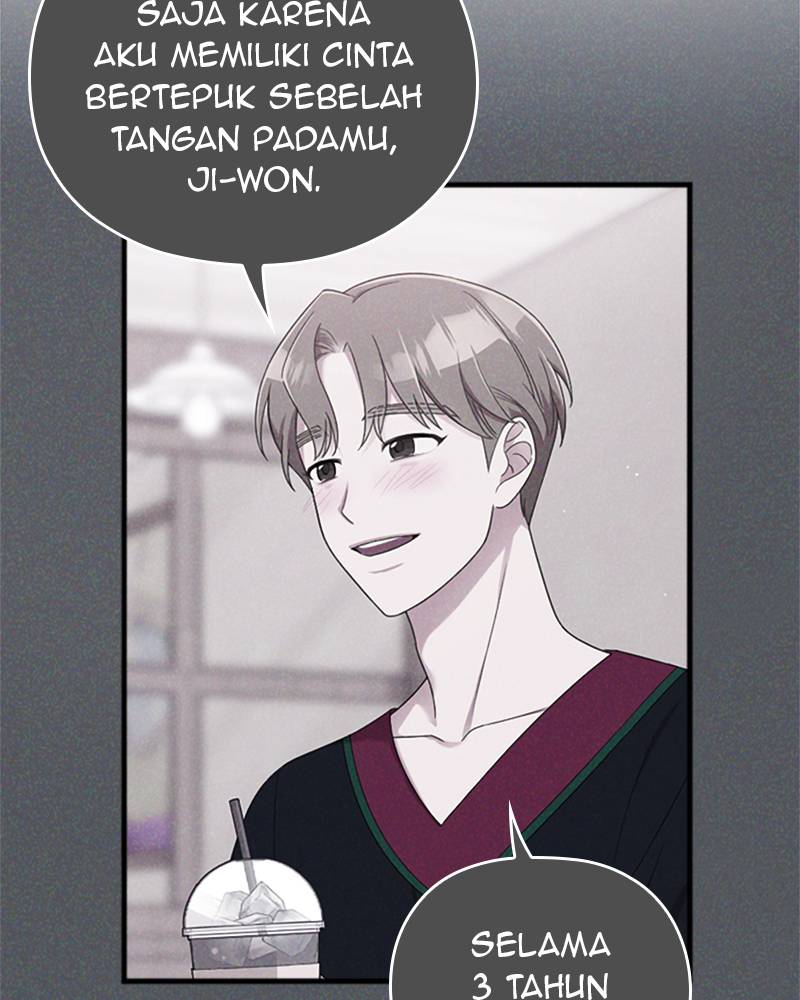 SAJA KARENA
AKU MEMILIKI CINTA
BERTEPUK SEBELAH
TANGAN PADAMU,
JI-WON.
SELAMA
3 TAHUN